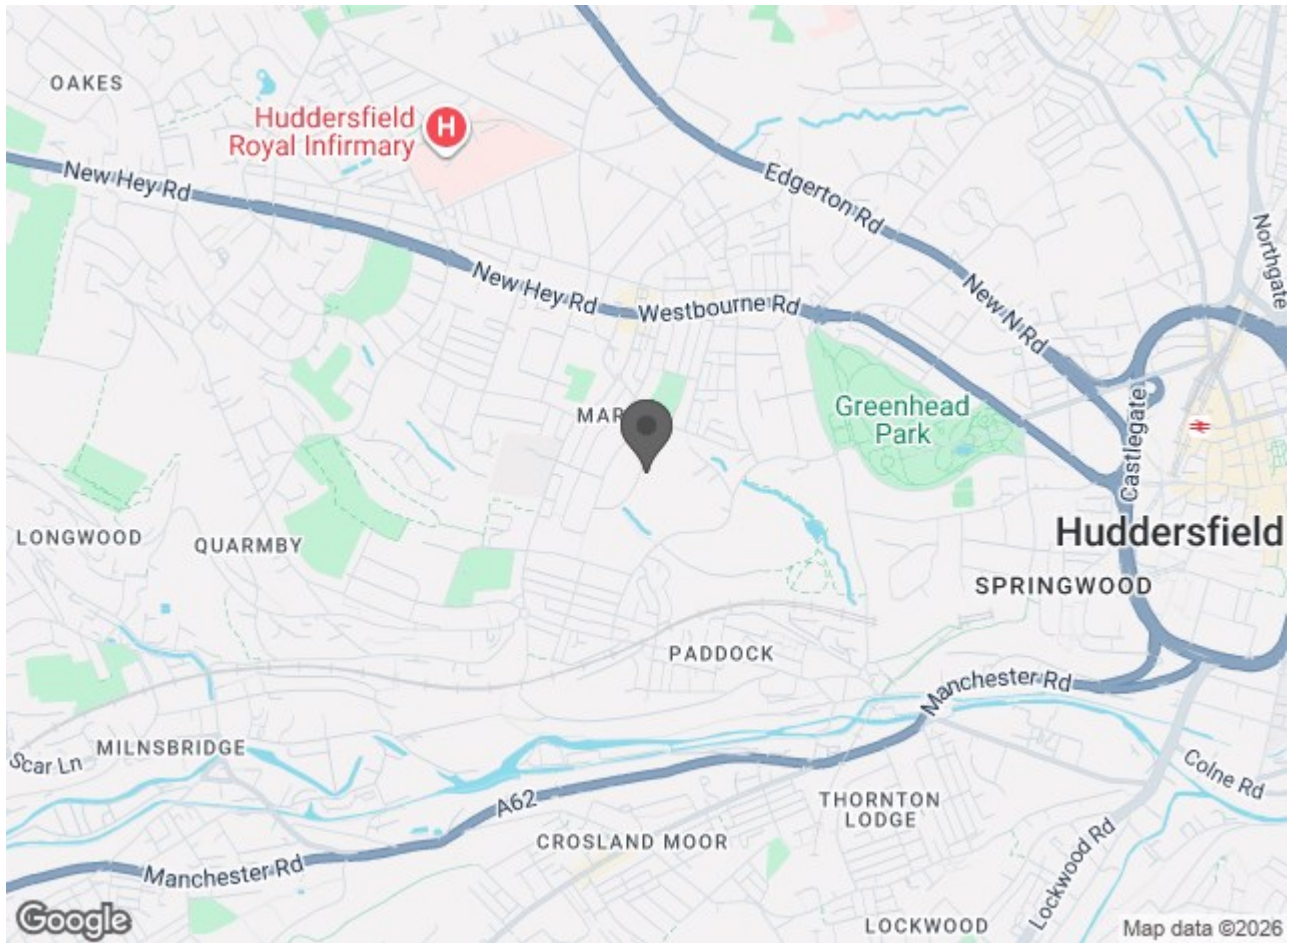 OAKES
Huddersfield
Royal Infirmary
H
New Hey Rd
Edgerton Rd
Northgate
New Hey Rd
Westbourne Rd
New N Rd
MAR
Greenhead
Park
Castlegate
LONGWOOD
QUARMBY
Huddersfield
SPRINGWOOD
PADDOCK
Manchester Rd
MILNSBRIDGE
Scar Ln
Colne Rd
A62
THORNTON
LODGE
CROSLAND MOOR
Lockwood Rd
Manchester Rd
LOCKWOOD
Google
Map data ©2026